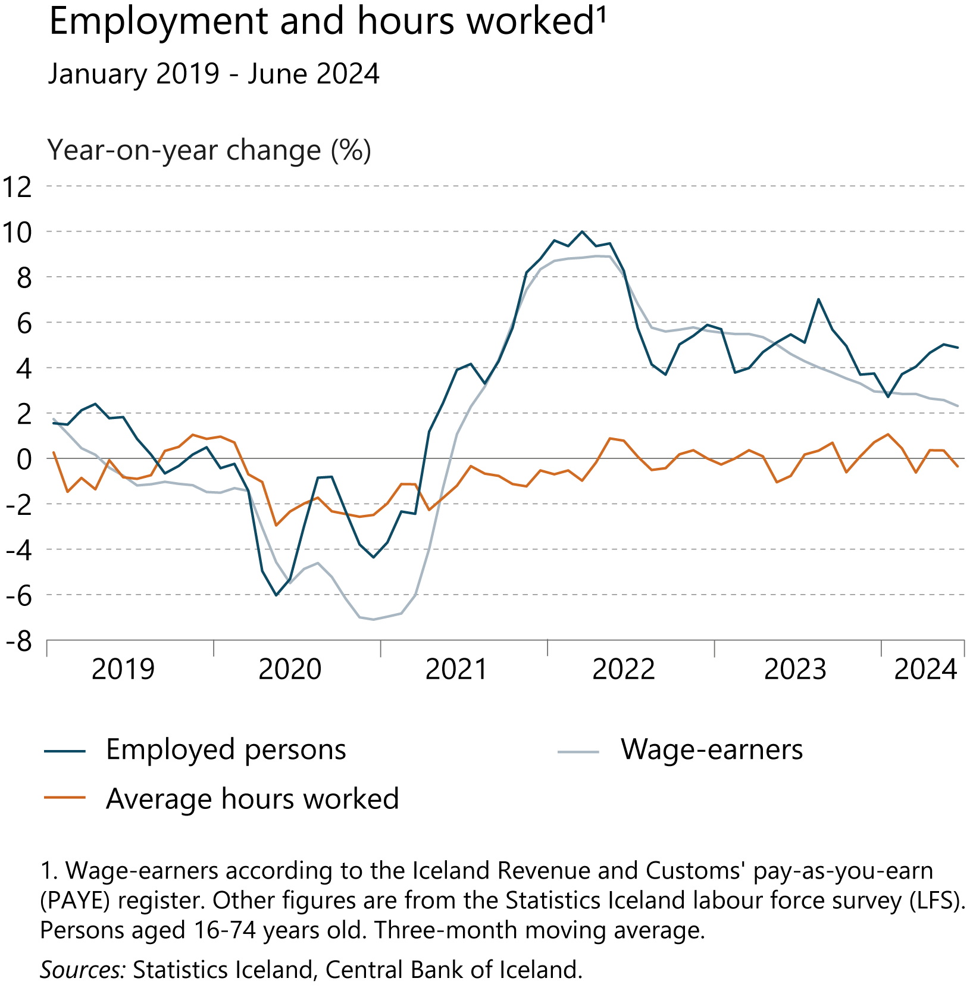 Employment and hours worked¹
January 2019 - June 2024
Year-on-year change (%)
12
10
8
6
4
2
0
-2
-4
-6
-8
2019 2020 2021 2022 2023 2024
Employed persons Wage-earners
Average hours worked
1. Wage-earners according to the Iceland Revenue and Customs' pay-as-you-earn
(PAYE) register. Other figures are from the Statistics Iceland labour force survey (LFS).
Persons aged 16-74 years old. Three-month moving average.
Sources: Statistics Iceland, Central Bank of Iceland.